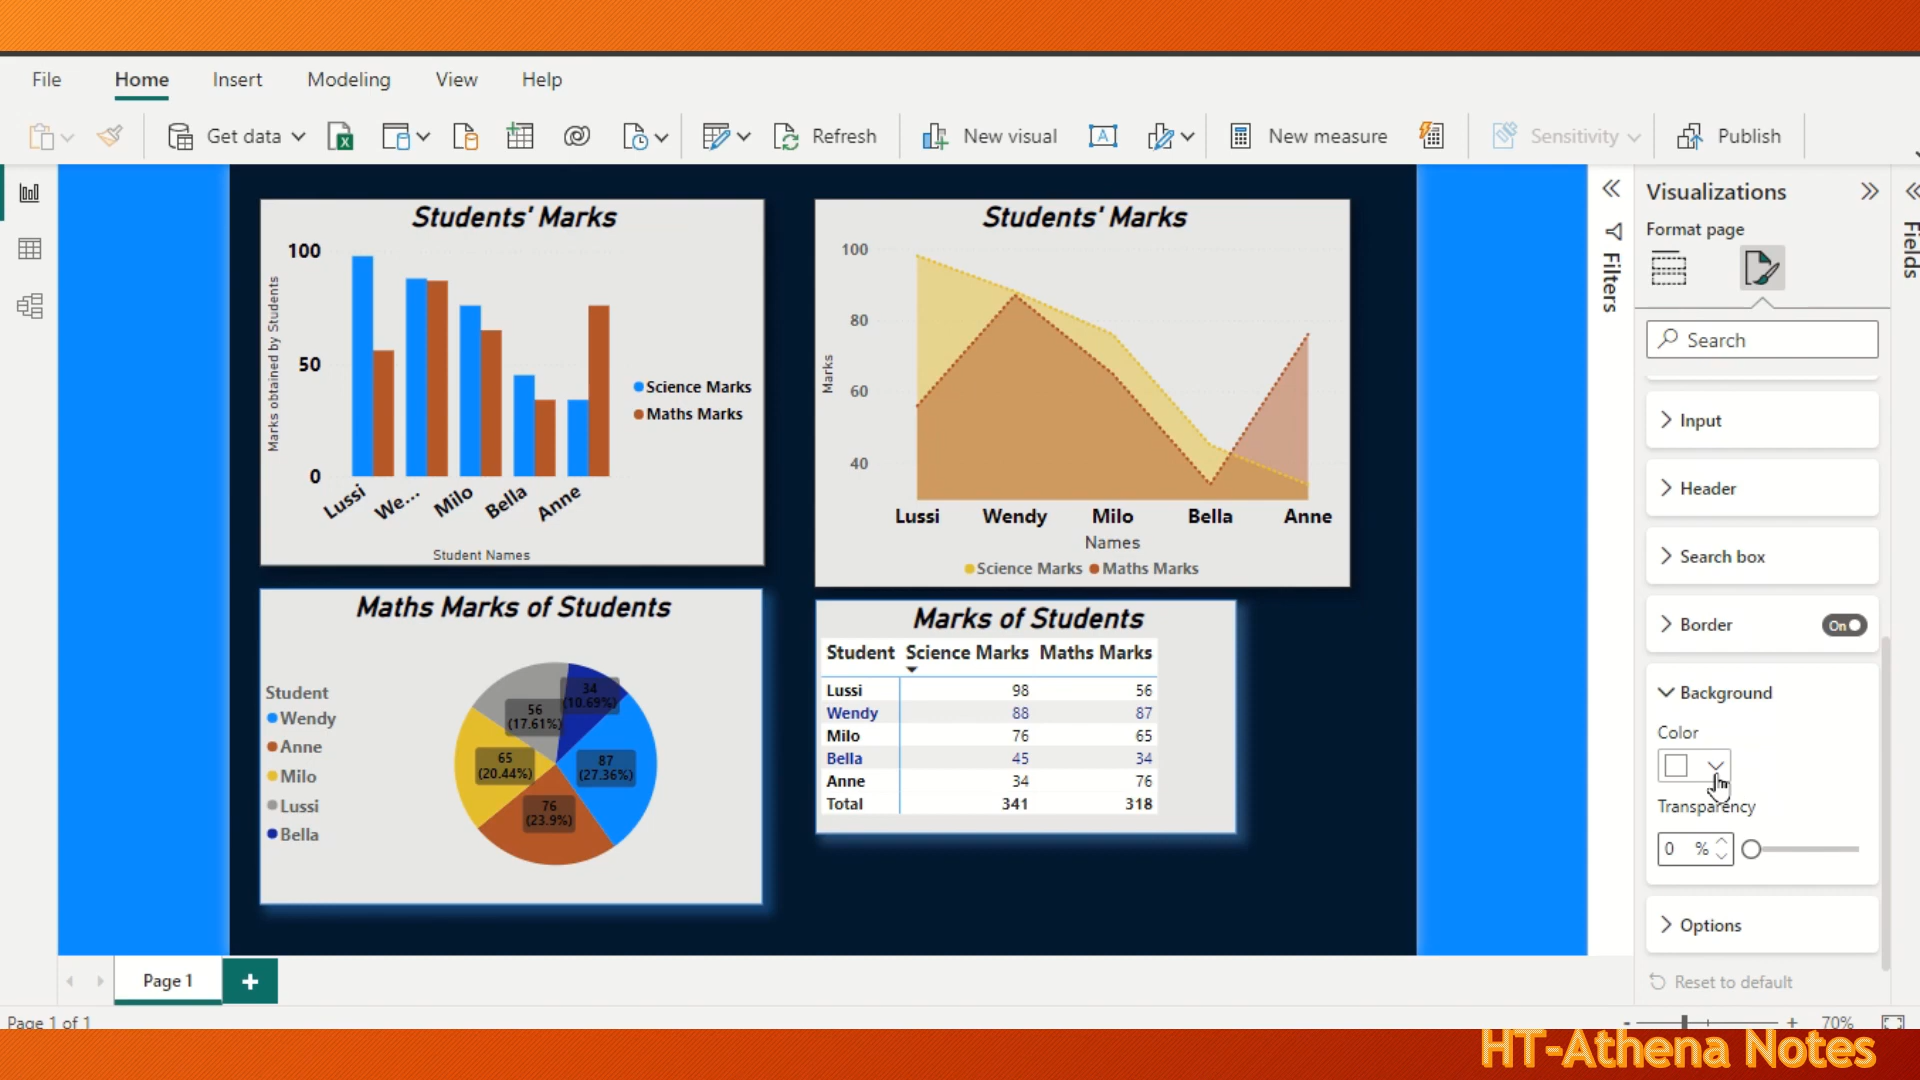 File Home Insert Modeling View Help
Get data Refresh New visual New measure Sensitivity Publish
Students' Marks
100
50
0
Marks obtained by Students
Lussi We... Milo Bella Anne
Student Names
Science Marks
Maths Marks
Students' Marks
100
80
60
40
Marks
Lussi Wendy Milo Bella Anne
Names
Science Marks Maths Marks
Maths Marks of Students
Student
Wendy
Anne
Milo
Lussi
Bella
34
(10.69%)
56
(17.61%)
65
(20.44%)
87
(27.36%)
76
(23.9%)
Marks of Students
Student Science Marks Maths Marks
Lussi 98 56
Wendy 88 87
Milo 76 65
Bella 45 34
Anne 34 76
Total 341 318
Filters
Visualizations
Format page
Search
Input
Header
Search box
Border On
Background
Color
Transparency
0 %
Options
Reset to default
Fields
Page 1
Page 1 of 1
- + 70%
HT-Athena Notes